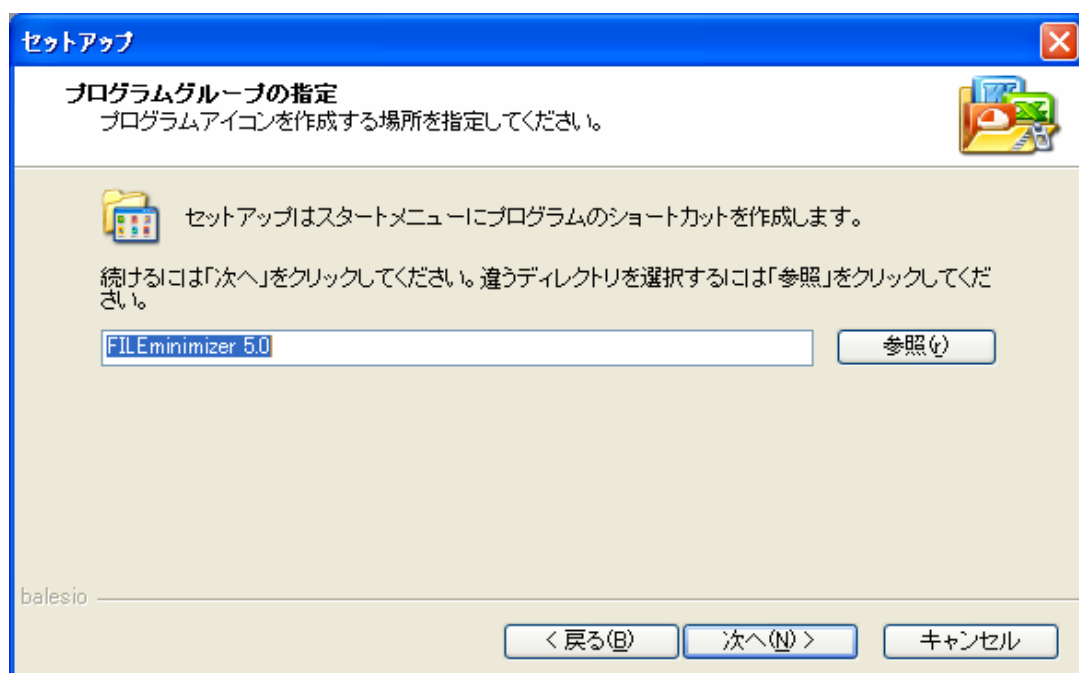 セットアップ
プログラムグループの指定
プログラムアイコンを作成する場所を指定してください。
セットアップはスタートメニューにプログラムのショートカットを作成します。
続けるには「次へ」をクリックしてください。違うディレクトリを選択するには「参照」をクリックしてくだ
さい。
FILEminimizer 5.0
参照(r)
balesio
< 戻る(B)
次へ(N) >
キャンセル